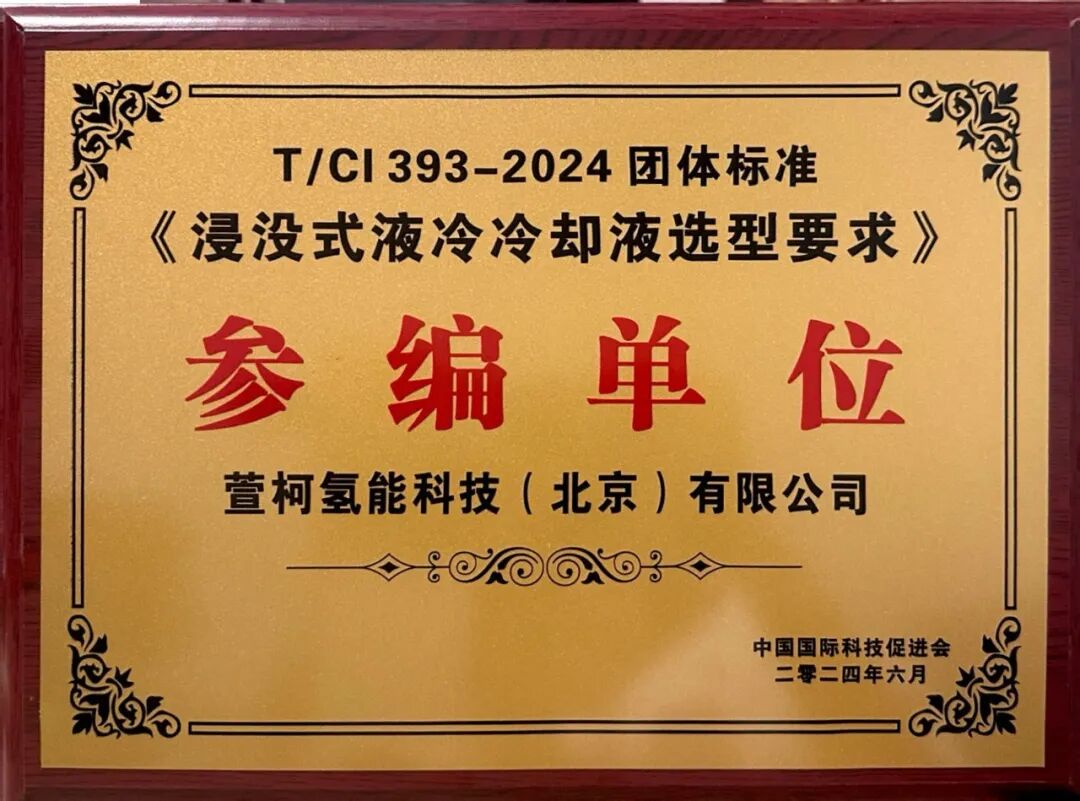 T/CI 393-2024 团体标准
《浸没式液冷冷却液选型要求》
参编单位
萱柯氢能科技（北京）有限公司
中国国际科技促进会
二零二四年六月